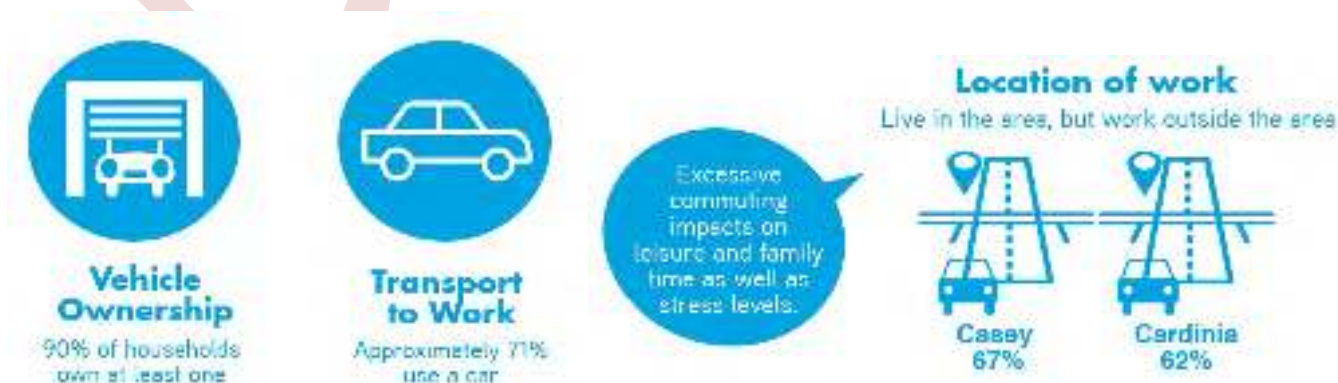 Vehicle
Ownership
90% of households
own at least one
Transport
to Work
Approximately 71%
use a car
Excessive
commuting
impacts on
leisure and family
time as well as
stress levels.
Location of work
Live in the area, but work outside the area
Casey
67%
Cardinia
62%